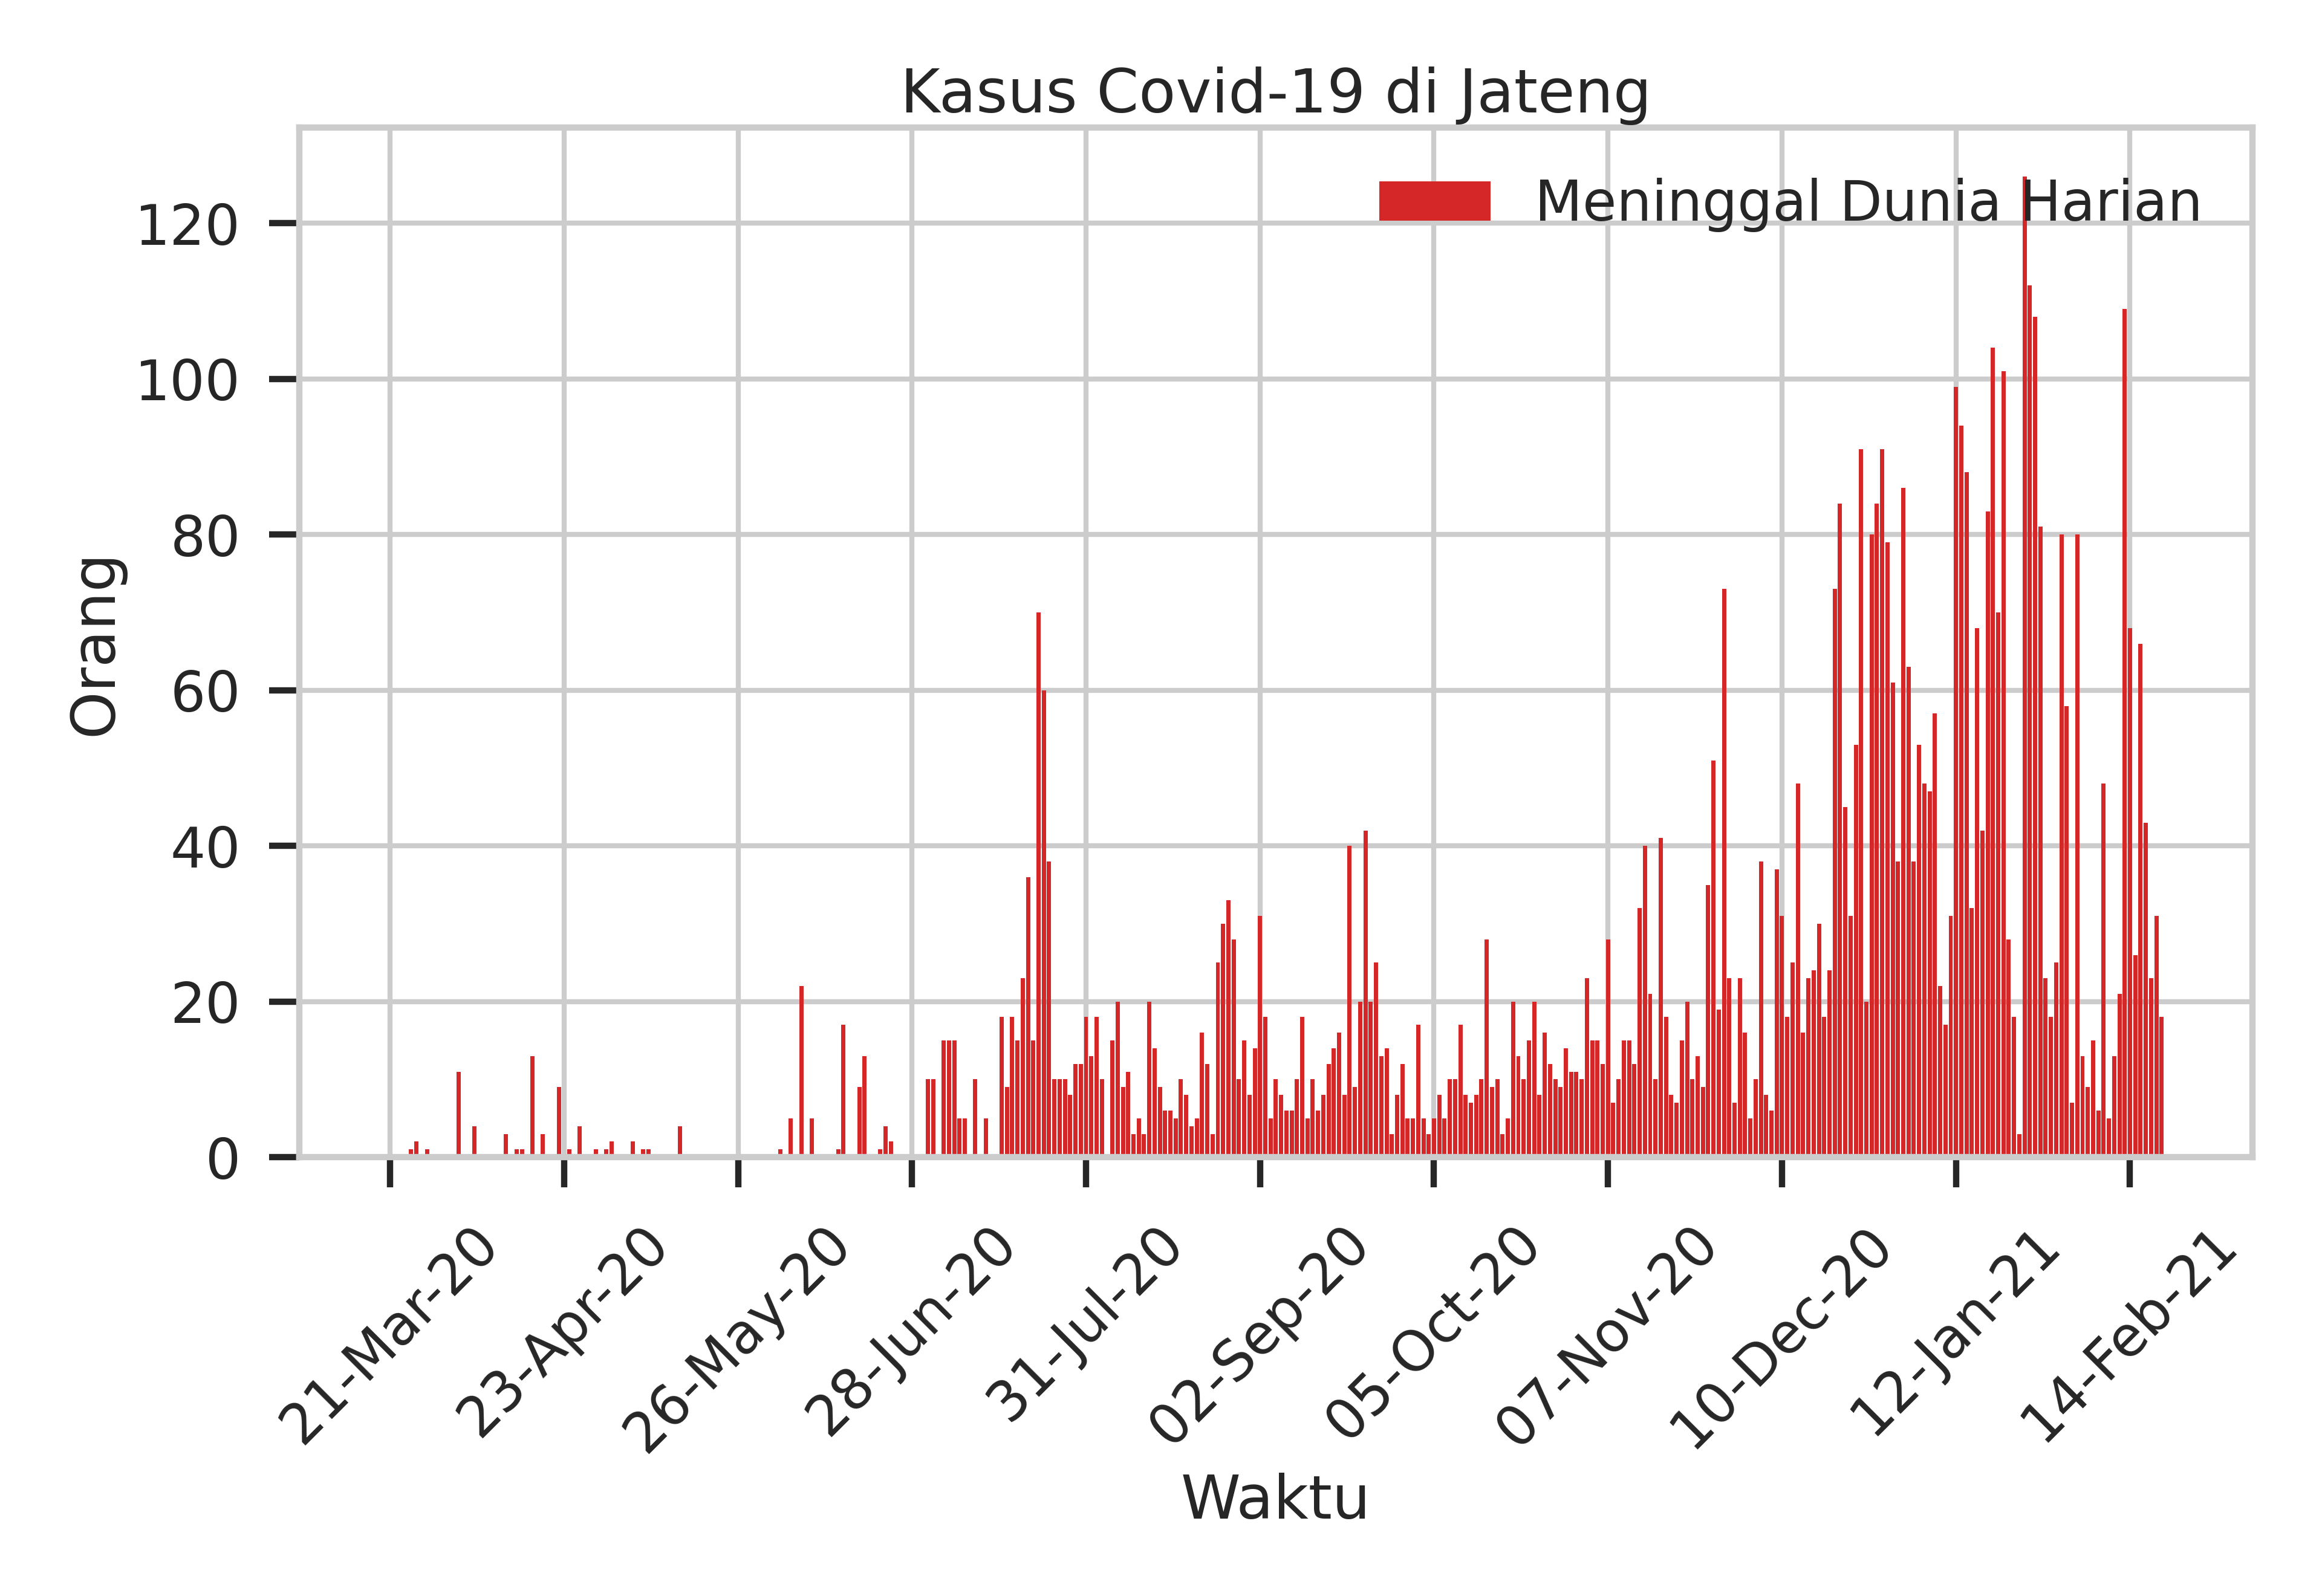 Kasus Covid-19 di Jateng
Meninggal Dunia Harian
120
100
80
60
40
20
0
Orang
21-Mar-20
23-Apr-20
26-May-20
28-Jun-20
31-Jul-20
02-Sep-20
05-Oct-20
07-Nov-20
10-Dec-20
12-Jan-21
14-Feb-21
Waktu